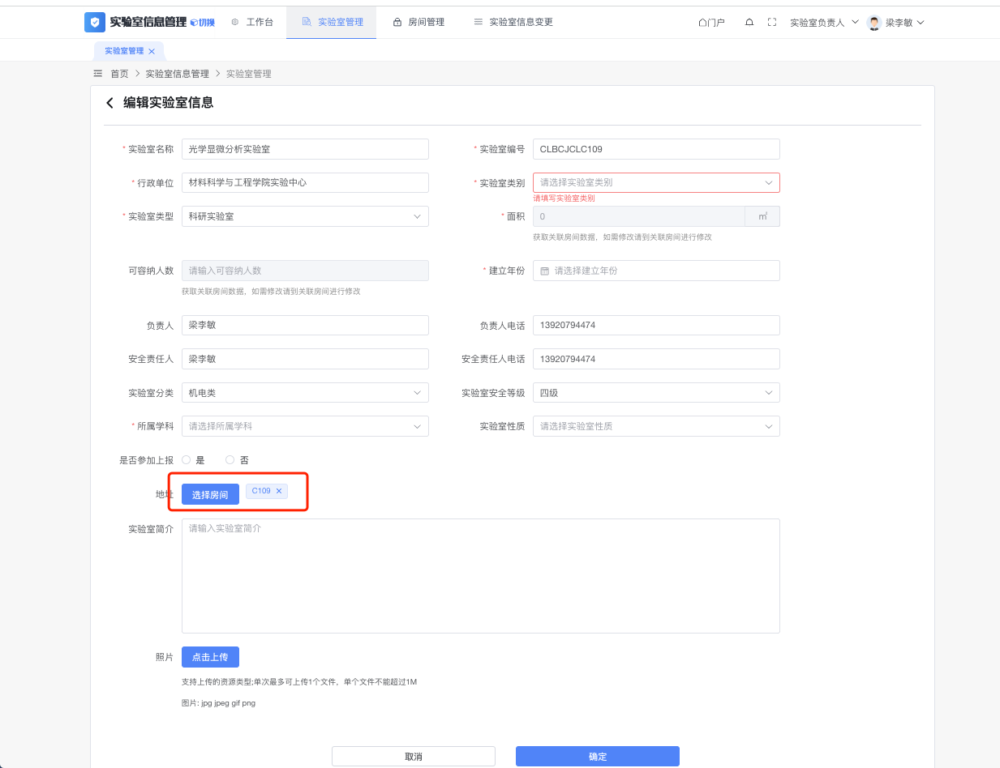 实验室信息管理 切换 工作台 实验室管理 房间管理 实验室信息变更 门户 实验室负责人 梁李敏
实验室管理
首页 > 实验室信息管理 > 实验室管理
编辑实验室信息
* 实验室名称 光学显微分析实验室 * 实验室编号 CLBCJCLC109
* 行政单位 材料科学与工程学院实验中心 * 实验室类别 请选择实验室类别
请填写实验室类别
* 实验室类型 科研实验室 * 面积 0 ㎡
获取关联房间数据，如需修改请到关联房间进行修改
可容纳人数 请输入可容纳人数 * 建立年份 请选择建立年份
获取关联房间数据，如需修改请到关联房间进行修改
负责人 梁李敏 负责人电话 13920794474
安全责任人 梁李敏 安全责任人电话 13920794474
实验室分类 机电类 实验室安全等级 四级
* 所属学科 请选择所属学科 实验室性质 请选择实验室性质
是否参加上报 是 否
地址 选择房间 C109
实验室简介 请输入实验室简介
照片 点击上传
支持上传的资源类型;单次最多可上传1个文件，单个文件不能超过1M
图片: jpg jpeg gif png
取消 确定